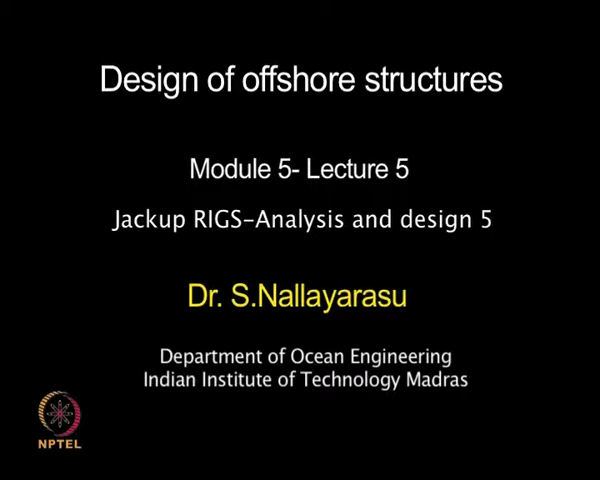 Design of offshore structures
Module 5- Lecture 5
Jackup RIGS-Analysis and design 5
Dr. S.Nallayarasu
Department of Ocean Engineering
Indian Institute of Technology Madras
NPTEL